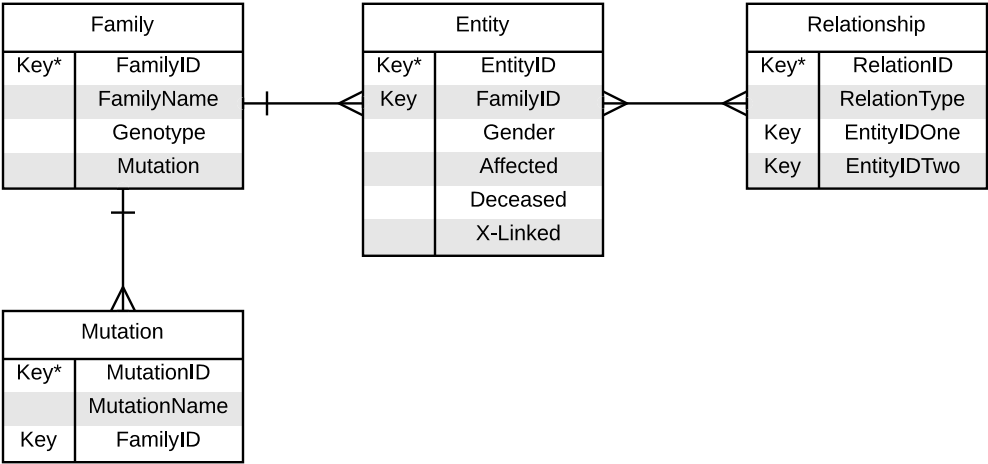 Family
Key* FamilyID
FamilyName
Genotype
Mutation
Entity
Key* EntityID
Key FamilyID
Gender
Affected
Deceased
X-Linked
Relationship
Key* RelationID
RelationType
Key EntityIDOne
Key EntityIDTwo
Mutation
Key* MutationID
MutationName
Key FamilyID